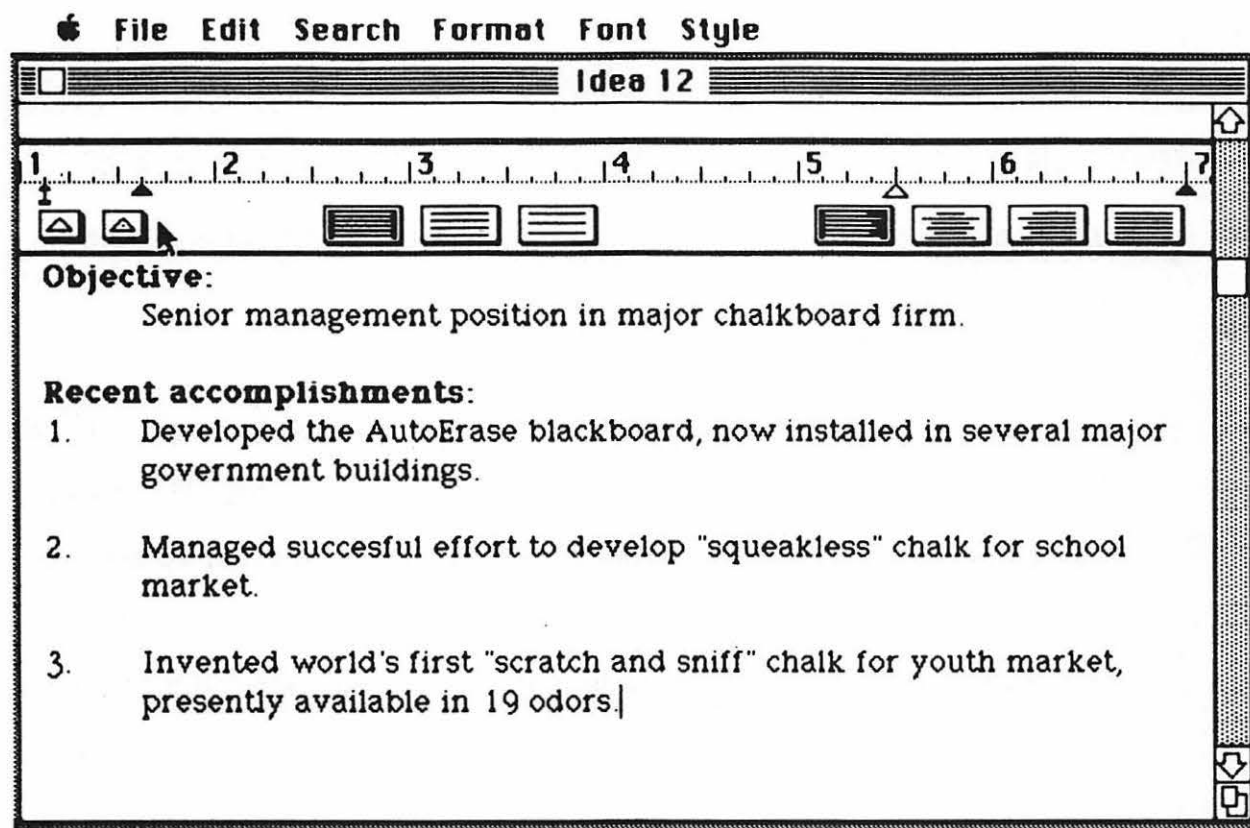 File Edit Search Format Font Style
Idea 12
1 2 3 4 5 6 7
Objective:
Senior management position in major chalkboard firm.
Recent accomplishments:
1. Developed the AutoErase blackboard, now installed in several major
government buildings.
2. Managed succesful effort to develop "squeakless" chalk for school
market.
3. Invented world's first "scratch and sniff" chalk for youth market,
presently available in 19 odors.